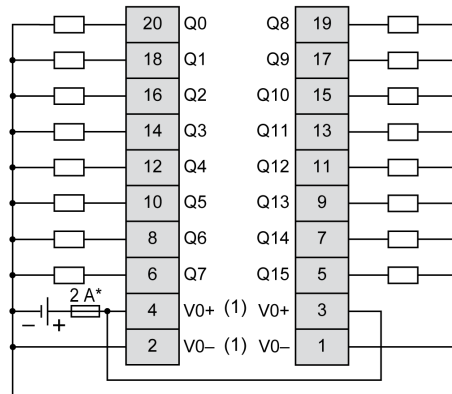 20 Q0 Q8 19
18 Q1 Q9 17
16 Q2 Q10 15
14 Q3 Q11 13
12 Q4 Q12 11
10 Q5 Q13 9
8 Q6 Q14 7
6 Q7 Q15 5
2 A*
4 V0+ (1) V0+ 3
– +
2 V0– (1) V0– 1